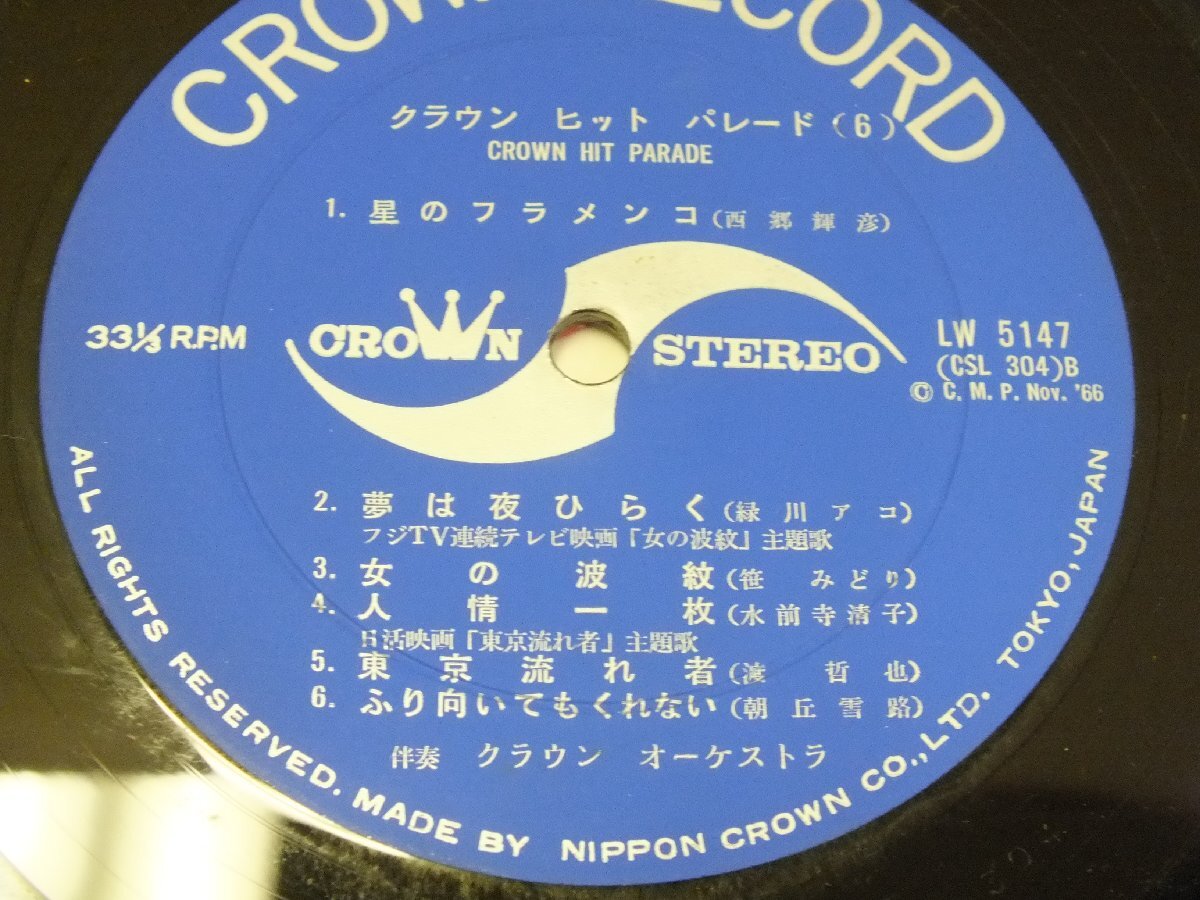 CROWN RECORD
クラウン ヒット パレード(6)
CROWN HIT PARADE
1. 星のフラメンコ(西郷輝彦)
33⅓ R.P.M
CROWN STEREO
LW 5147
(CSL 304)B
© C. M. P. Nov. '66
2. 夢は夜ひらく(緑川アコ)
フジTV連続テレビ映画「女の波紋」主題歌
3. 女の波紋(笹みどり)
4. 人情一枚(水前寺清子)
日活映画「東京流れ者」主題歌
5. 東京流れ者(渡哲也)
6. ふり向いてもくれない(朝丘雪路)
伴奏 クラウン オーケストラ
ALL RIGHTS RESERVED. MADE BY NIPPON CROWN CO., LTD. TOKYO, JAPAN